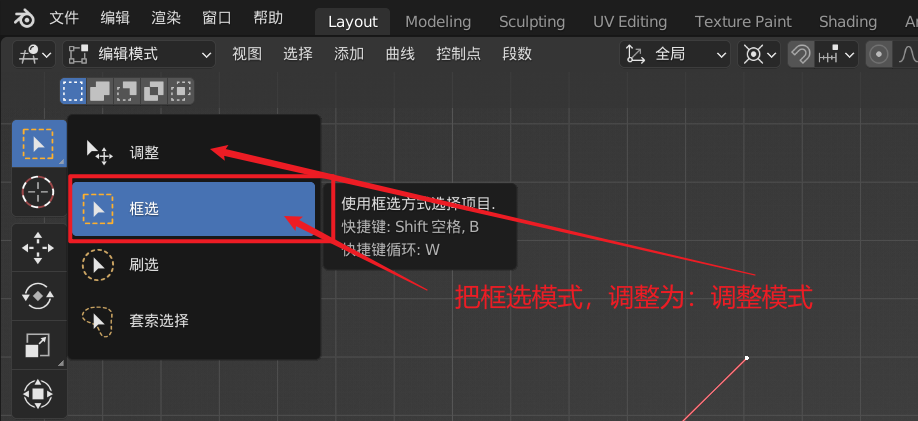 文件 编辑 渲染 窗口 帮助 Layout Modeling Sculpting UV Editing Texture Paint Shading
编辑模式 视图 选择 添加 曲线 控制点 段数 全局
调整
框选
使用框选方式选择项目.
快捷键: Shift 空格, B
快捷键循环: W
刷选
把框选模式，调整为：调整模式
套索选择